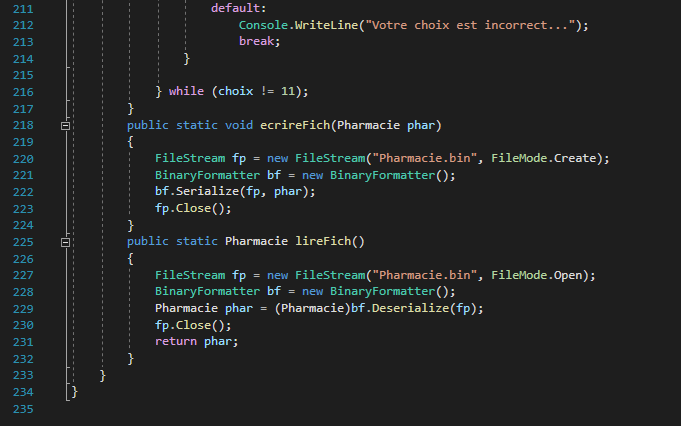 211 default:
212 Console.WriteLine("Votre choix est incorrect...");
213 break;
214 }
215
216 } while (choix != 11);
217 }
218 public static void ecrireFich(Pharmacie phar)
219 {
220 FileStream fp = new FileStream("Pharmacie.bin", FileMode.Create);
221 BinaryFormatter bf = new BinaryFormatter();
222 bf.Serialize(fp, phar);
223 fp.Close();
224 }
225 public static Pharmacie lireFich()
226 {
227 FileStream fp = new FileStream("Pharmacie.bin", FileMode.Open);
228 BinaryFormatter bf = new BinaryFormatter();
229 Pharmacie phar = (Pharmacie)bf.Deserialize(fp);
230 fp.Close();
231 return phar;
232 }
233 }
234 }
235